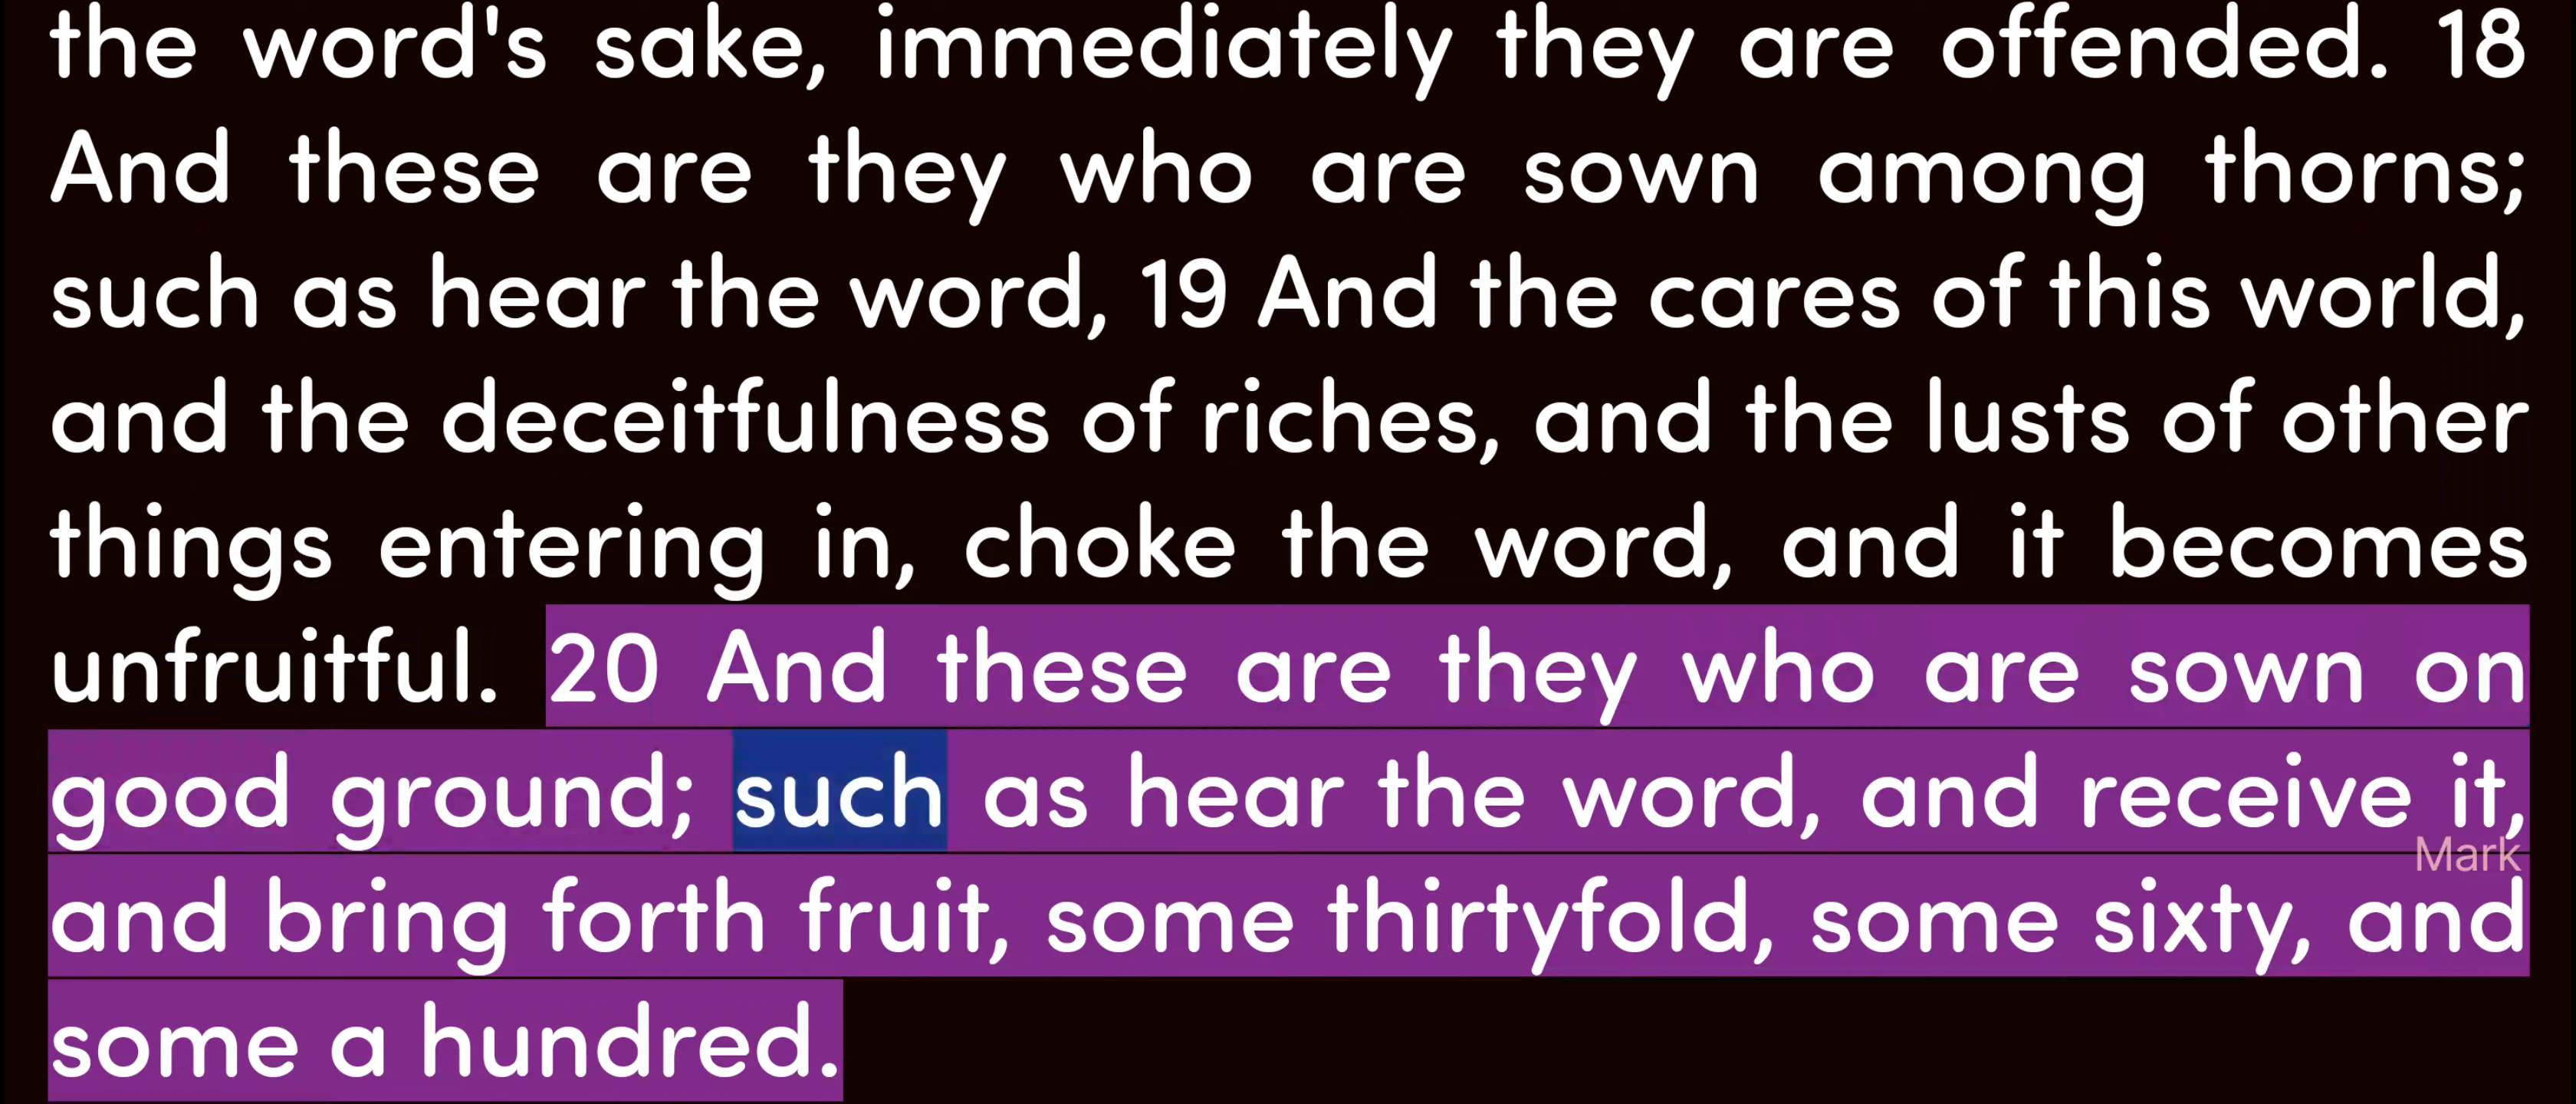 the word's sake, immediately they are offended. 18
And these are they who are sown among thorns;
such as hear the word, 19 And the cares of this world,
and the deceitfulness of riches, and the lusts of other
things entering in, choke the word, and it becomes
unfruitful. 20 And these are they who are sown on
good ground; such as hear the word, and receive it,
Mark
and bring forth fruit, some thirtyfold, some sixty, and
some a hundred.